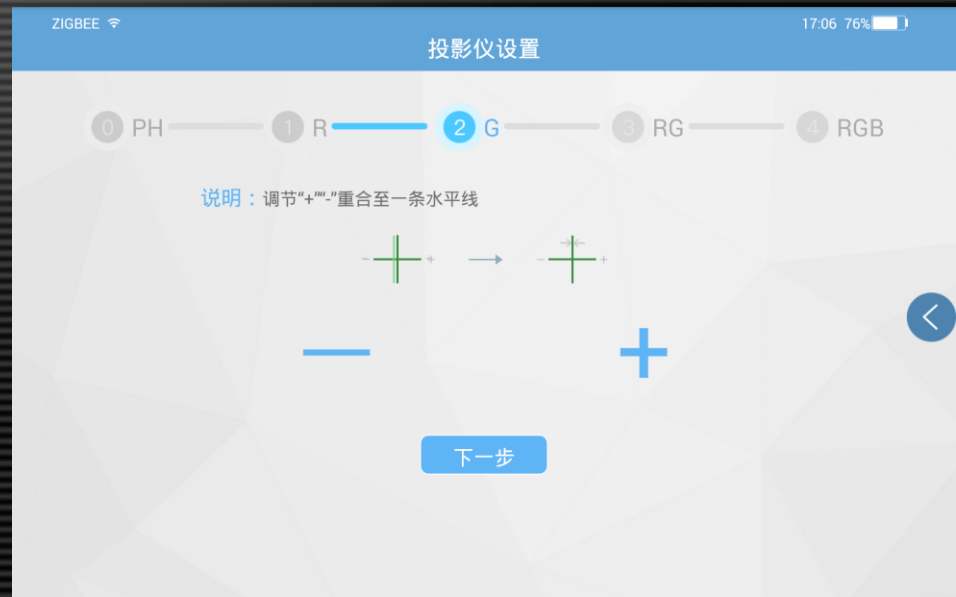 ZIGBEE 17:06 76%
投影仪设置
0 PH 1 R 2 G 3 RG 4 RGB
说明：调节“+”“-”重合至一条水平线
- + → - +
— +
下一步